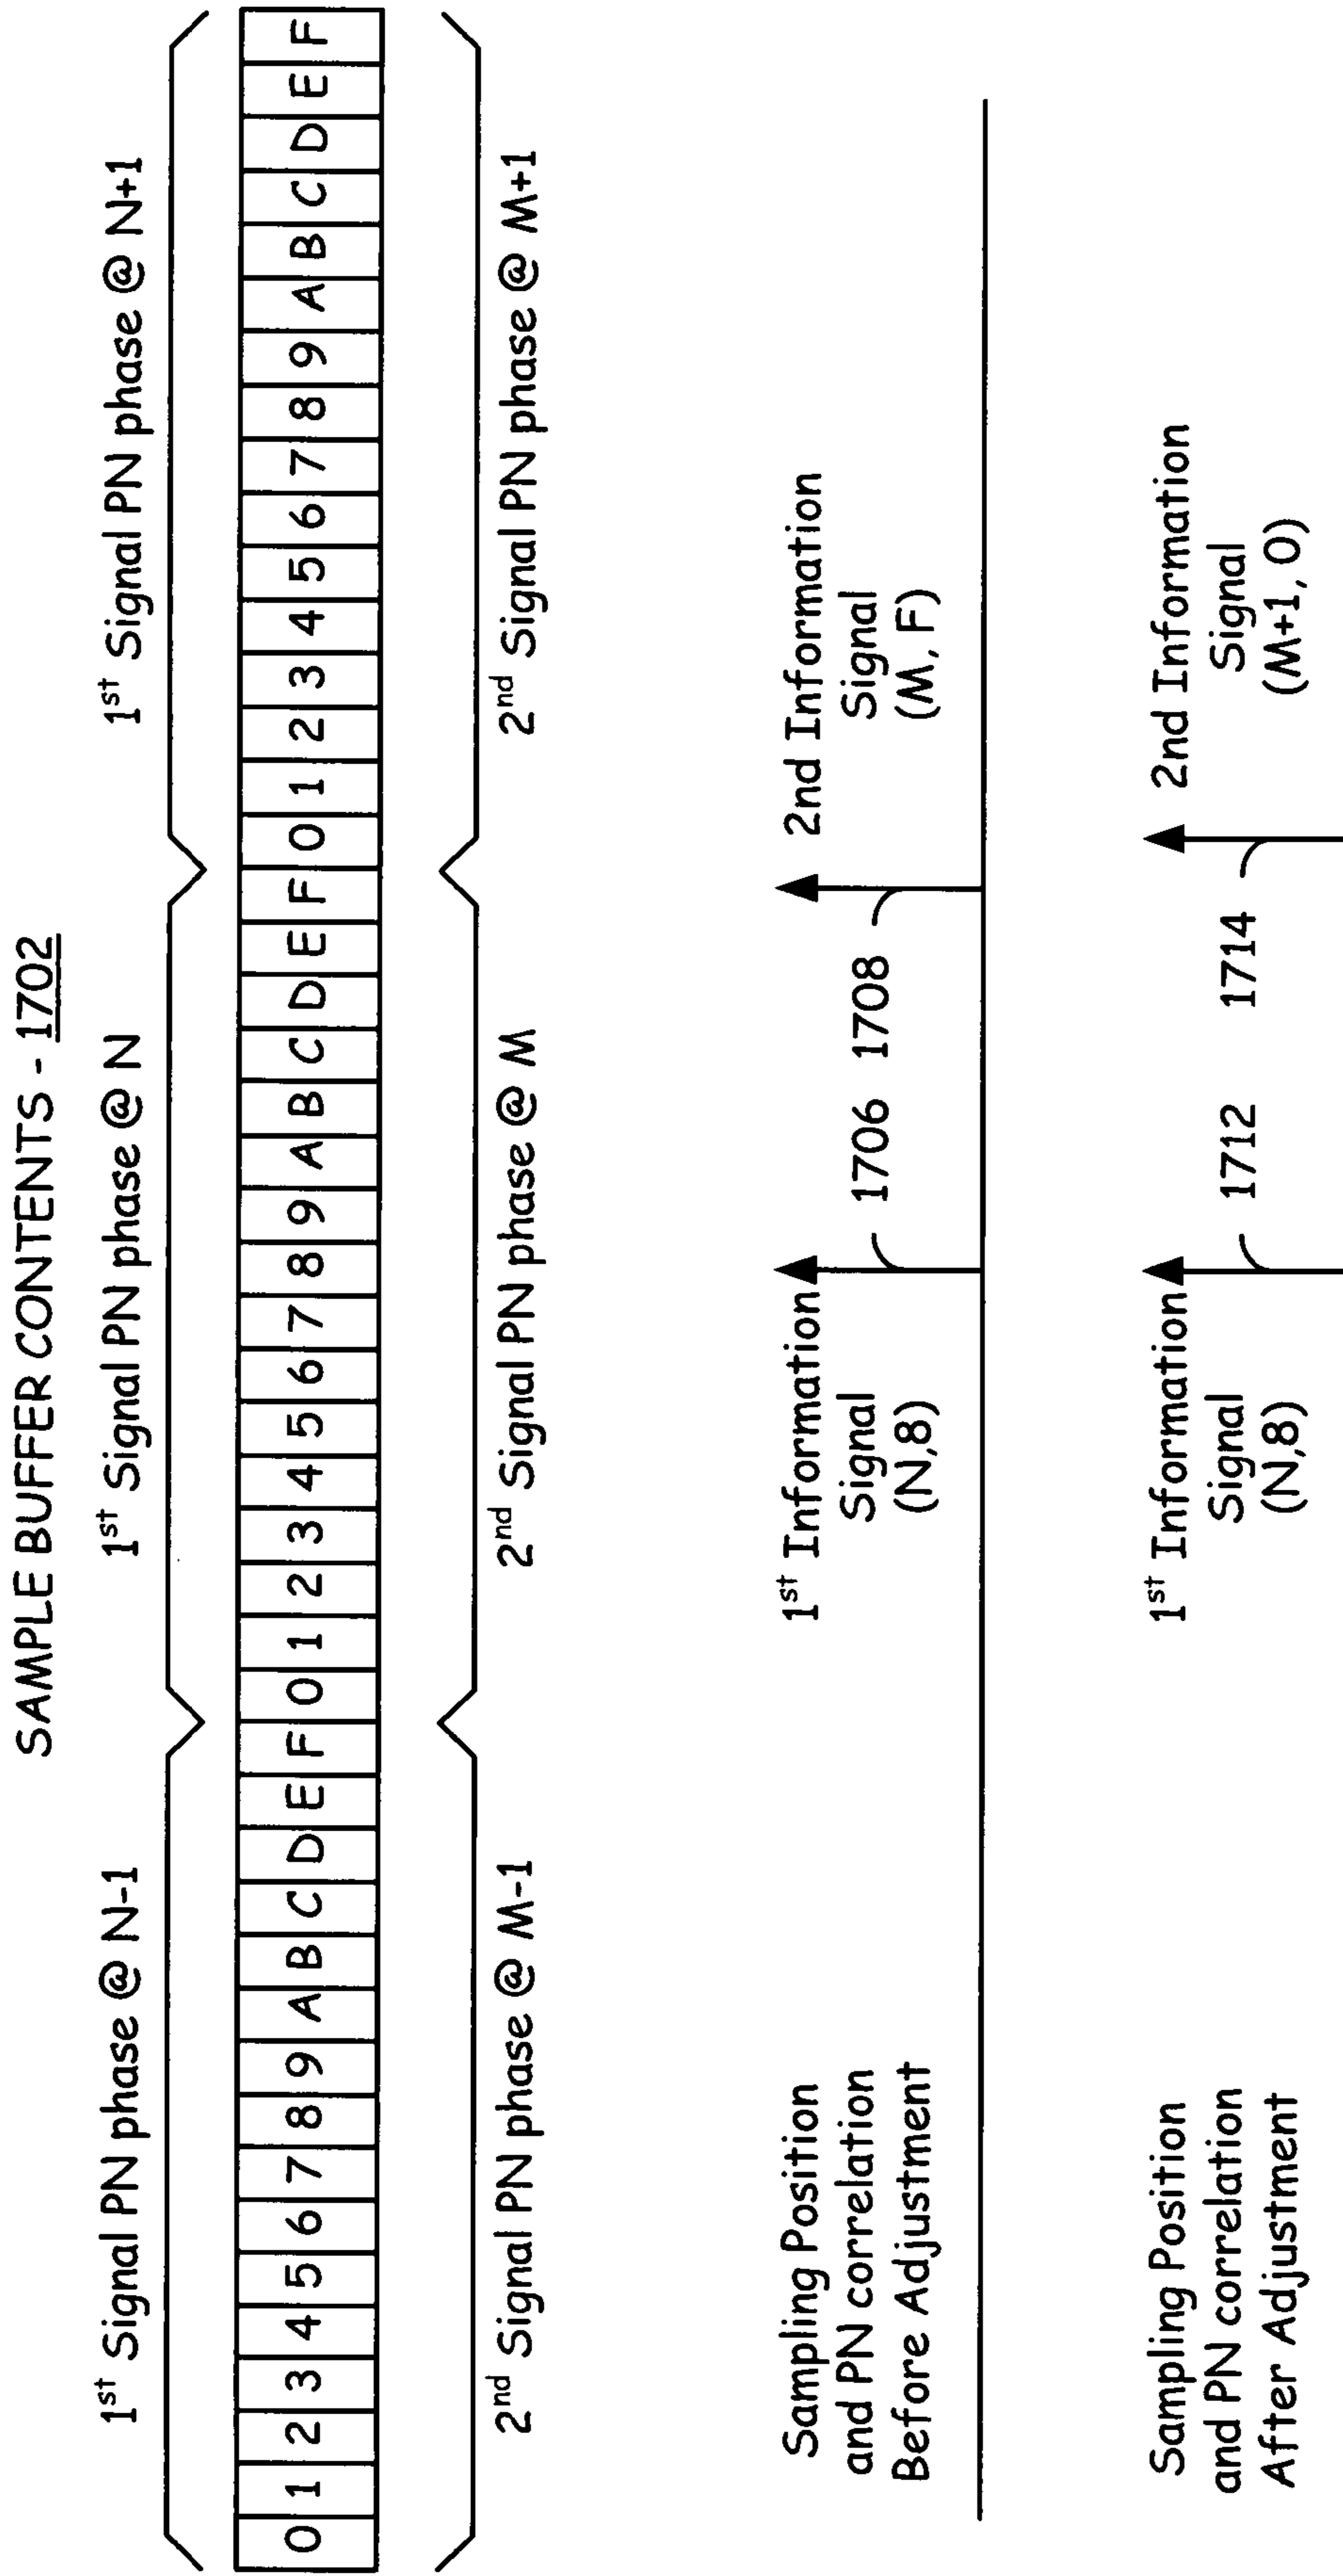 SAMPLE BUFFER CONTENTS - 1702
1st Signal PN phase @ N-1
1st Signal PN phase @ N
1st Signal PN phase @ N+1
0 1 2 3 4 5 6 7 8 9 A B C D E F 0 1 2 3 4 5 6 7 8 9 A B C D E F 0 1 2 3 4 5 6 7 8 9 A B C D E F
2nd Signal PN phase @ M-1
2nd Signal PN phase @ M
2nd Signal PN phase @ M+1
Sampling Position
and PN correlation
Before Adjustment
1st Information
Signal
(N,8)
1706
1708
2nd Information
Signal
(M, F)
Sampling Position
and PN correlation
After Adjustment
1st Information
Signal
(N,8)
1712
1714
2nd Information
Signal
(M+1, 0)